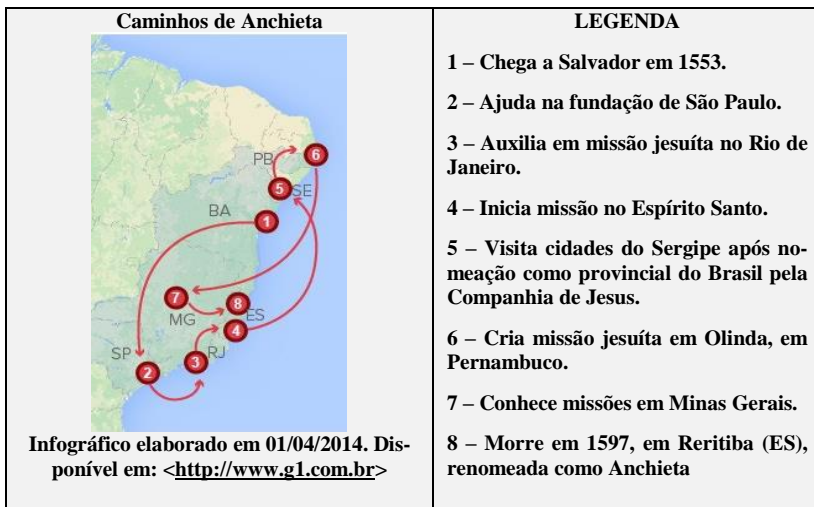 Caminhos de Anchieta
PB
6
5
SE
BA
1
7
8
MG
ES
4
SP
RJ
3
2
Infográfico elaborado em 01/04/2014. Dis-
ponível em: <http://www.g1.com.br>
LEGENDA
1 – Chega a Salvador em 1553.
2 – Ajuda na fundação de São Paulo.
3 – Auxilia em missão jesuíta no Rio de
Janeiro.
4 – Inicia missão no Espírito Santo.
5 – Visita cidades do Sergipe após no-
meação como provincial do Brasil pela
Companhia de Jesus.
6 – Cria missão jesuíta em Olinda, em
Pernambuco.
7 – Conhece missões em Minas Gerais.
8 – Morre em 1597, em Reritiba (ES),
renomeada como Anchieta